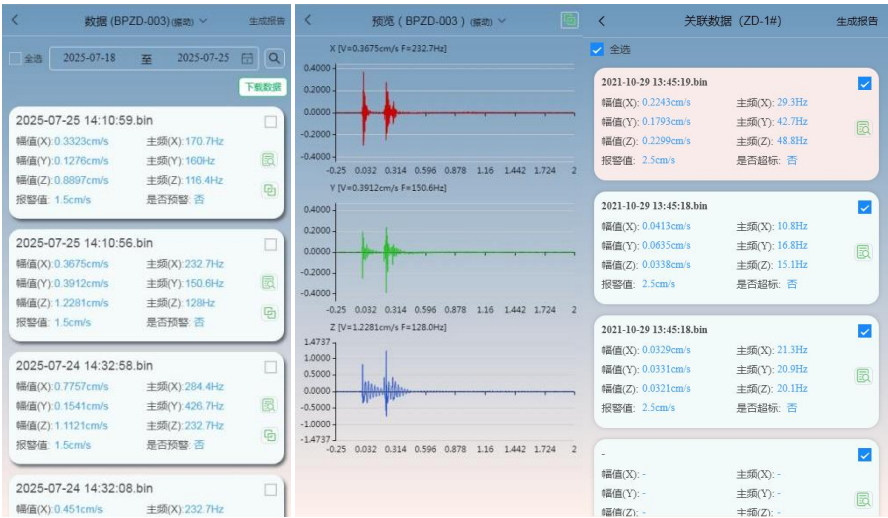 数据 (BPZD-003)(振动)
生成报告
全选
2025-07-18 至 2025-07-25
下载数据
2025-07-25 14:10:59.bin
幅值(X):0.3323cm/s 主频(X):170.7Hz
幅值(Y):0.1276cm/s 主频(Y):160Hz
幅值(Z):0.8897cm/s 主频(Z):116.4Hz
报警值: 1.5cm/s 是否预警: 否
2025-07-25 14:10:56.bin
幅值(X):0.3675cm/s 主频(X):232.7Hz
幅值(Y):0.3912cm/s 主频(Y):150.6Hz
幅值(Z):1.2281cm/s 主频(Z):128Hz
报警值: 1.5cm/s 是否预警: 否
2025-07-24 14:32:58.bin
幅值(X):0.7757cm/s 主频(X):284.4Hz
幅值(Y):0.1541cm/s 主频(Y):426.7Hz
幅值(Z):1.1121cm/s 主频(Z):232.7Hz
报警值: 1.5cm/s 是否预警: 否
2025-07-24 14:32:08.bin
幅值(X):0.451cm/s 主频(X):232.7Hz
预览 ( BPZD-003 ) (振动)
X [V=0.3675cm/s F=232.7Hz]
0.4000
0.2000
0.0000
-0.2000
-0.4000
-0.25 0.032 0.314 0.596 0.878 1.16 1.442 1.724 2
Y [V=0.3912cm/s F=150.6Hz]
0.4000
0.2000
0.0000
-0.2000
-0.4000
-0.25 0.032 0.314 0.596 0.878 1.16 1.442 1.724 2
Z [V=1.2281cm/s F=128.0Hz]
1.4737
1.0000
0.5000
0.0000
-0.5000
-1.0000
-1.4737
-0.25 0.032 0.314 0.596 0.878 1.16 1.442 1.724 2
关联数据 (ZD-1#)
生成报告
全选
2021-10-29 13:45:19.bin
幅值(X): 0.2243cm/s 主频(X): 29.3Hz
幅值(Y): 0.1793cm/s 主频(Y): 42.7Hz
幅值(Z): 0.2299cm/s 主频(Z): 48.8Hz
报警值: 2.5cm/s 是否超标: 否
2021-10-29 13:45:18.bin
幅值(X): 0.0413cm/s 主频(X): 10.8Hz
幅值(Y): 0.0635cm/s 主频(Y): 16.8Hz
幅值(Z): 0.0338cm/s 主频(Z): 15.1Hz
报警值: 2.5cm/s 是否超标: 否
2021-10-29 13:45:18.bin
幅值(X): 0.0329cm/s 主频(X): 21.3Hz
幅值(Y): 0.0331cm/s 主频(Y): 20.9Hz
幅值(Z): 0.0321cm/s 主频(Z): 20.1Hz
报警值: 2.5cm/s 是否超标: 否
-
幅值(X): - 主频(X): -
幅值(Y): - 主频(Y): -
幅值(Z): - 主频(Z): -